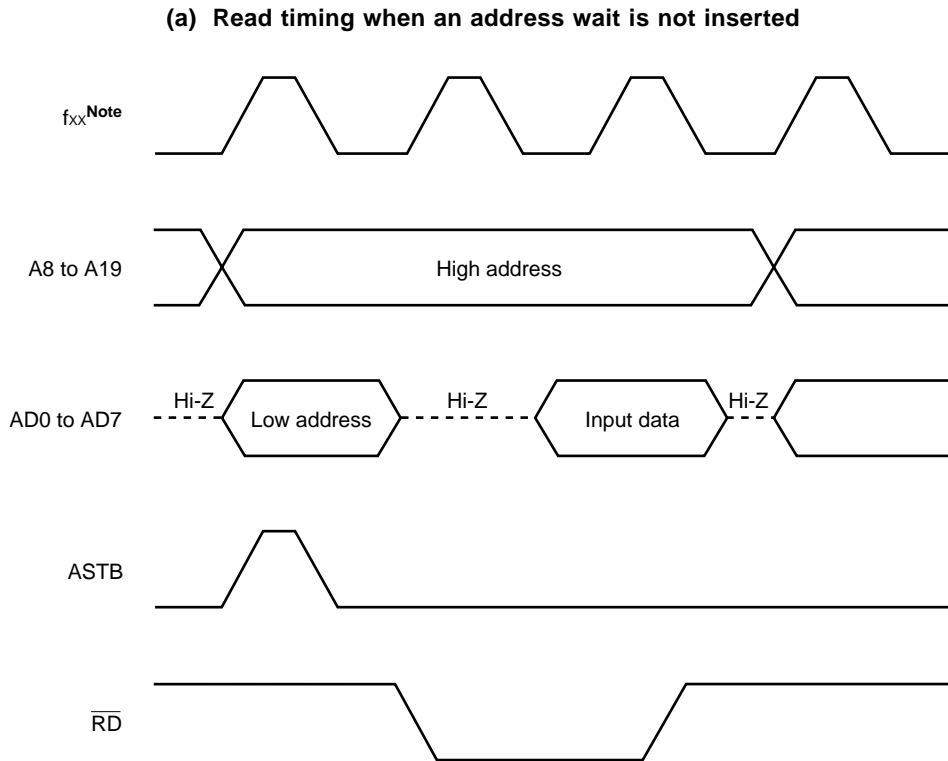 (a) Read timing when an address wait is not inserted
fxxNote
A8 to A19
High address
AD0 to AD7
Hi-Z
Low address
Hi-Z
Input data
Hi-Z
ASTB
RD